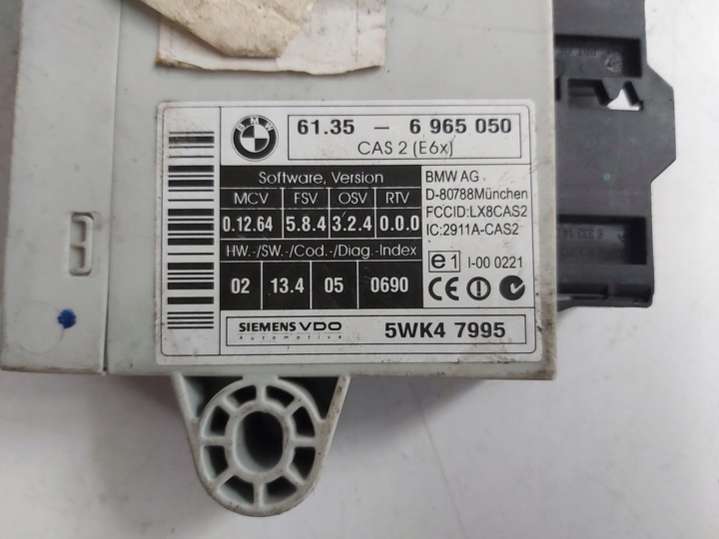 BMW
61.35 - 6 965 050
CAS 2 (E6x)
Software, Version
MCV FSV OSV RTV
0.12.64 5.8.4 3.2.4 0.0.0
HW.-/SW.-/Cod.-/Diag.-Index
02 13.4 05 0690
BMW AG
D-80788München
FCCID:LX8CAS2
IC:2911A-CAS2
e1 I-00 0221
CE N
SIEMENS VDO
Automotive
5WK4 7995